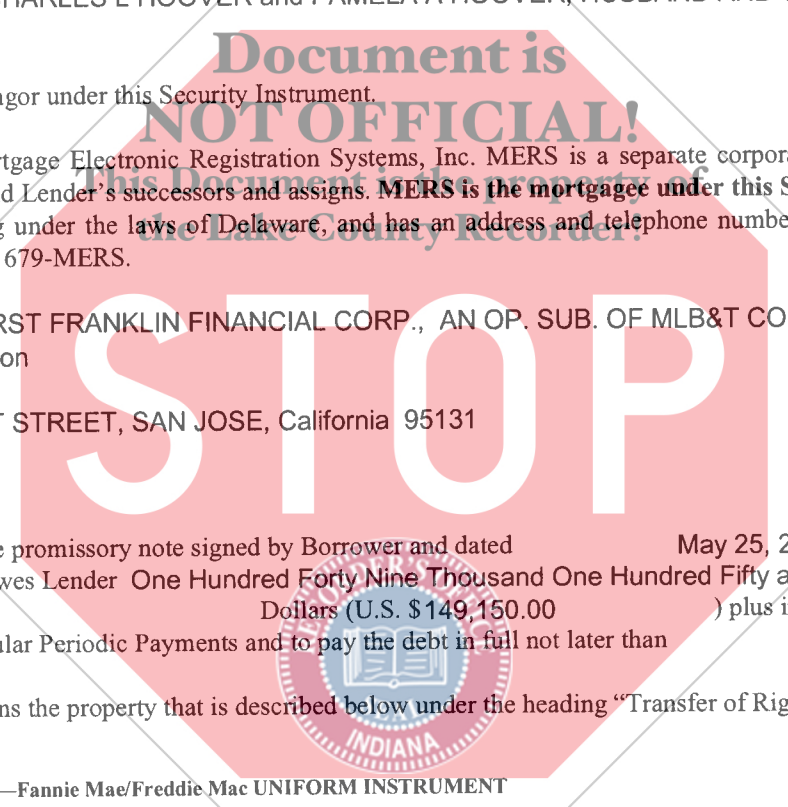 CHARLES E HOOVER and PAMELA A HOOVER, HUSBAND AND
Document is
ngor under this Security Instrument.
NOT OFFICIAL!
rtgage Electronic Registration Systems, Inc. MERS is a separate corpora
This Document is the property of
d Lender's successors and assigns. MERS is the mortgagee under this S
g under the laws of Delaware, and has an address and telephone numbe
the Lake County Recorder!
679-MERS.
STOP
RST FRANKLIN FINANCIAL CORP., AN OP. SUB. OF MLB&T CO
on
T STREET, SAN JOSE, California 95131
e promissory note signed by Borrower and dated May 25, 2
wes Lender One Hundred Forty Nine Thousand One Hundred Fifty a
Dollars (U.S. $149,150.00 ) plus i
ular Periodic Payments and to pay the debt in full not later than
ns the property that is described below under the heading "Transfer of Rig
RECORDER'S OFFICE
LAKE
INDIANA
—Fannie Mae/Freddie Mac UNIFORM INSTRUMENT